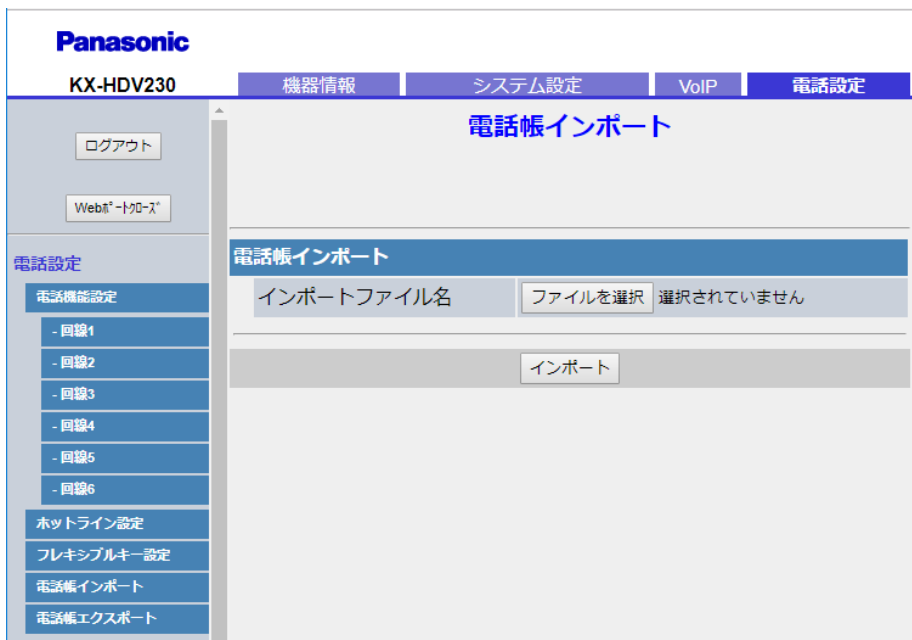 Panasonic
KX-HDV230
機器情報
システム設定
VoIP
電話設定
ログアウト
Webﾎﾟｰﾄｸﾛｰｽﾞ
電話設定
電話機能設定
- 回線1
- 回線2
- 回線3
- 回線4
- 回線5
- 回線6
ホットライン設定
フレキシブルキー設定
電話帳インポート
電話帳エクスポート
電話帳インポート
電話帳インポート
インポートファイル名
ファイルを選択 選択されていません
インポート